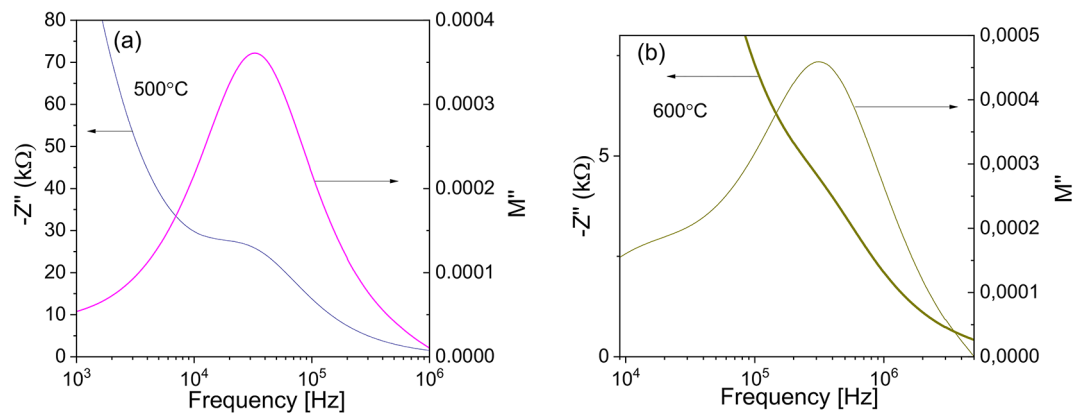 (a)
500°C
-Z" (kΩ)
80
70
60
50
40
30
20
10
0
0.0004
0.0003
0.0002
0.0001
0.0000
M"
10³ 10⁴ 10⁵ 10⁶
Frequency [Hz]
(b)
600°C
-Z" (kΩ)
5
0
0,0005
0,0004
0,0003
0,0002
0,0001
0,0000
M"
10⁴ 10⁵ 10⁶
Frequency [Hz]